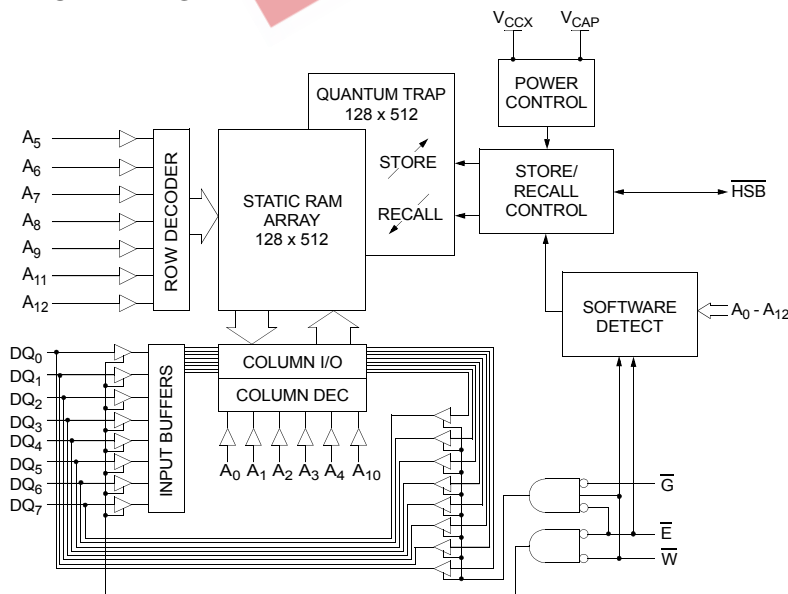 V_CCX
V_CAP
POWER
CONTROL
QUANTUM TRAP
128 x 512
STORE
RECALL
STORE/
RECALL
CONTROL
HSB
A5
A6
A7
A8
A9
A11
A12
ROW DECODER
STATIC RAM
ARRAY
128 x 512
SOFTWARE
DETECT
A0 - A12
DQ0
DQ1
DQ2
DQ3
DQ4
DQ5
DQ6
DQ7
INPUT BUFFERS
COLUMN I/O
COLUMN DEC
A0 A1 A2 A3 A4 A10
G
E
W